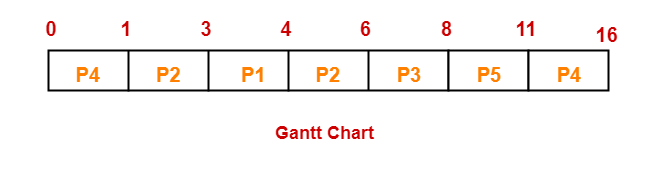 0 1 3 4 6 8 11 16
P4 P2 P1 P2 P3 P5 P4
Gantt Chart